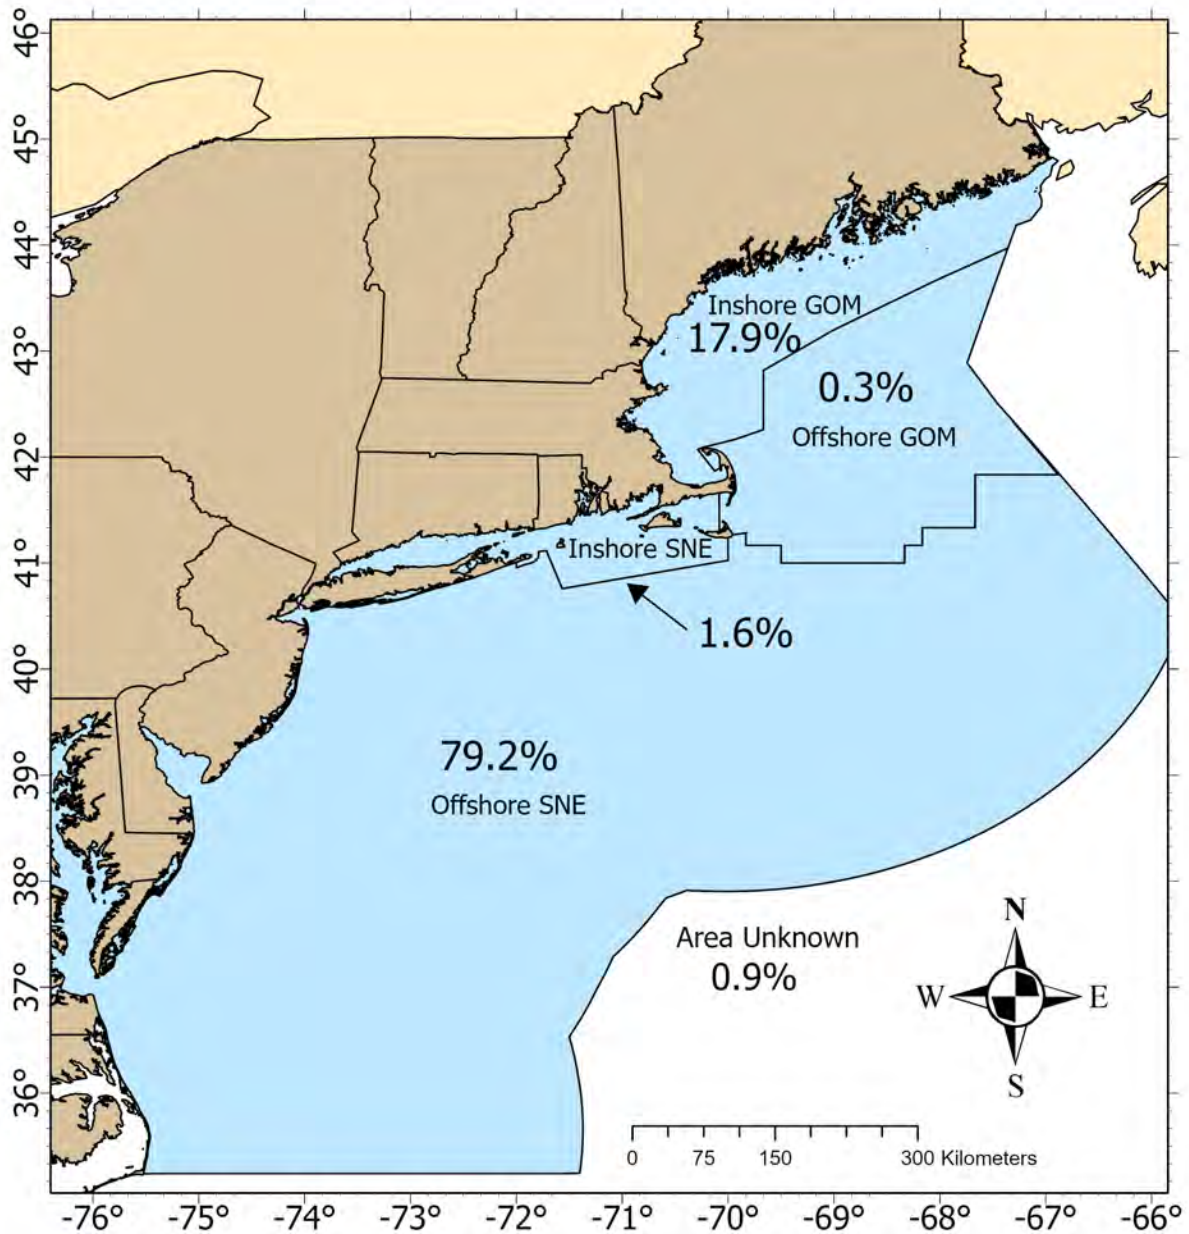 46°
45°
44°
43°
42°
41°
40°
39°
38°
37°
36°
Inshore GOM
17.9%
0.3%
Offshore GOM
Inshore SNE
1.6%
79.2%
Offshore SNE
Area Unknown
0.9%
N
W E
S
0 75 150 300 Kilometers
-76° -75° -74° -73° -72° -71° -70° -69° -68° -67° -66°